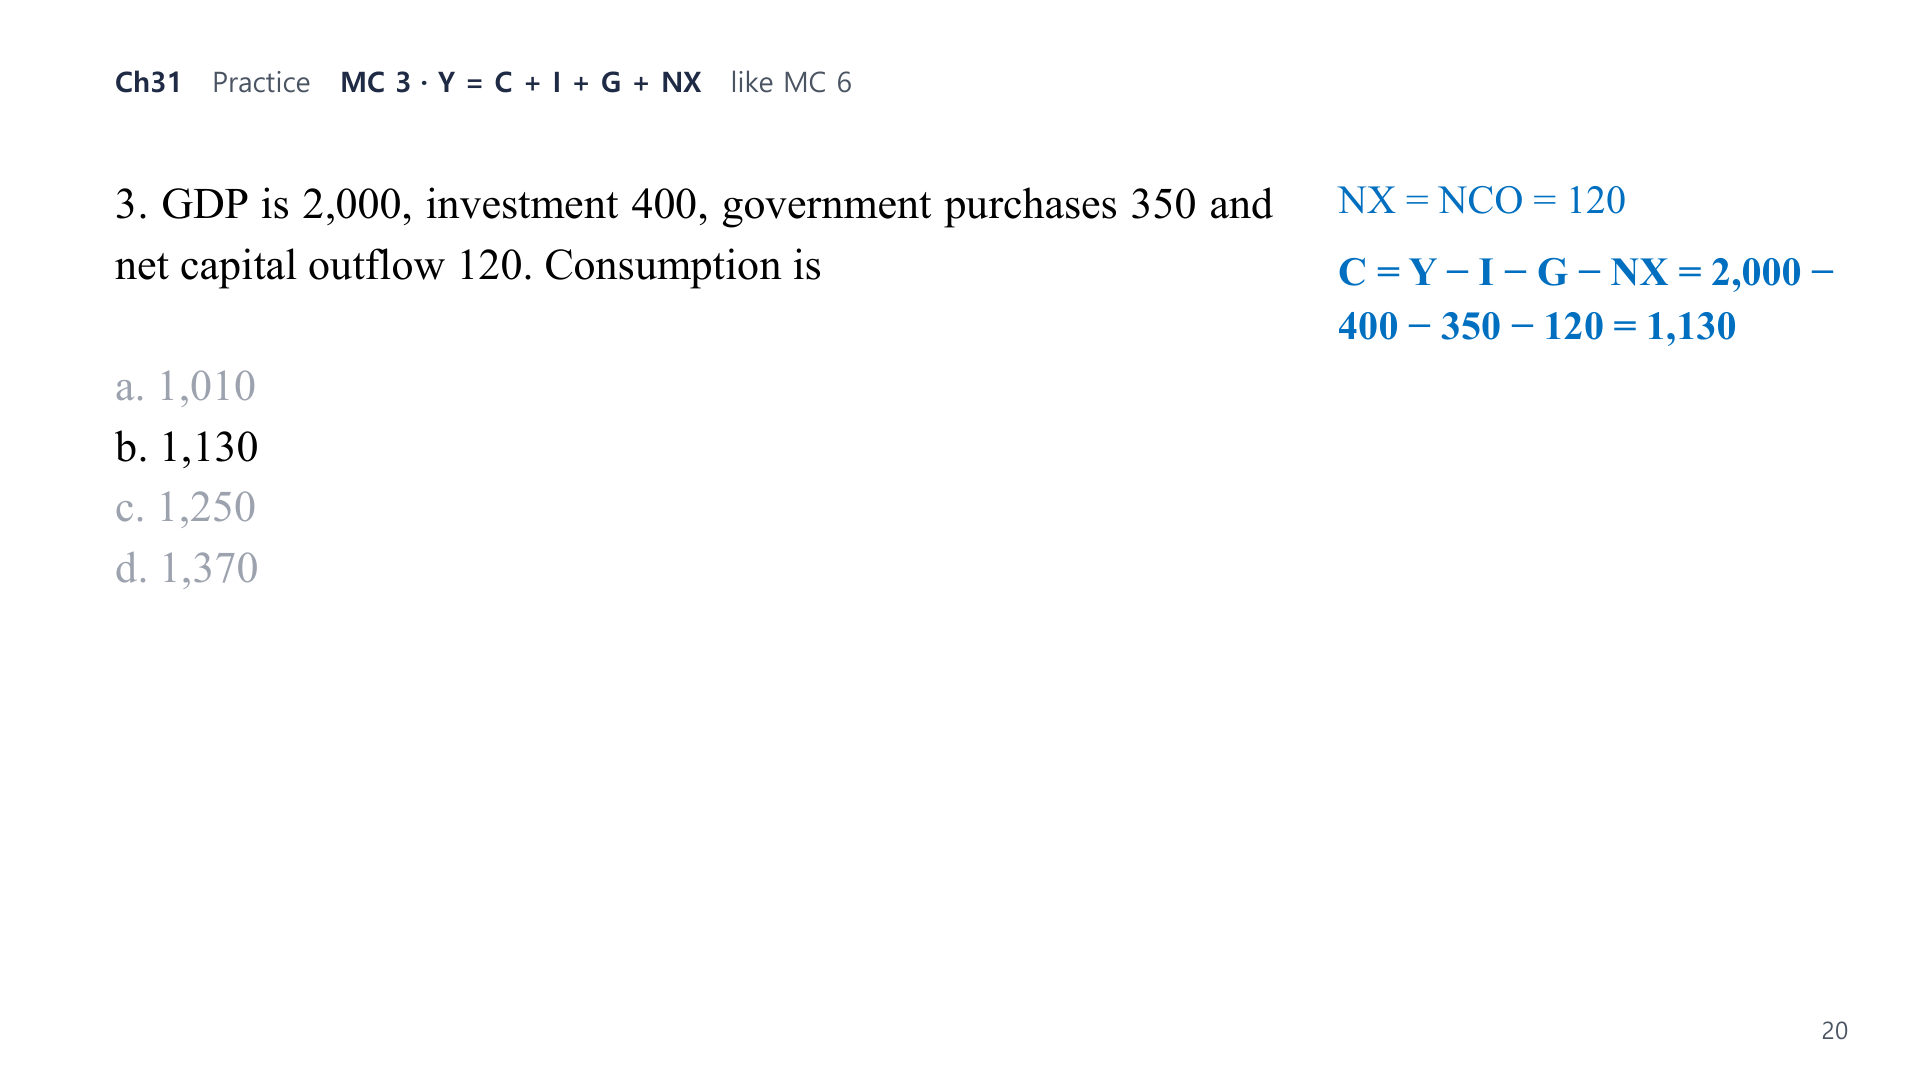 Ch31 Practice MC 3 · Y = C + I + G + NX like MC 6
3. GDP is 2,000, investment 400, government purchases 350 and
net capital outflow 120. Consumption is
a. 1,010
b. 1,130
c. 1,250
d. 1,370
NX = NCO = 120
C = Y − I − G − NX = 2,000 −
400 − 350 − 120 = 1,130
20